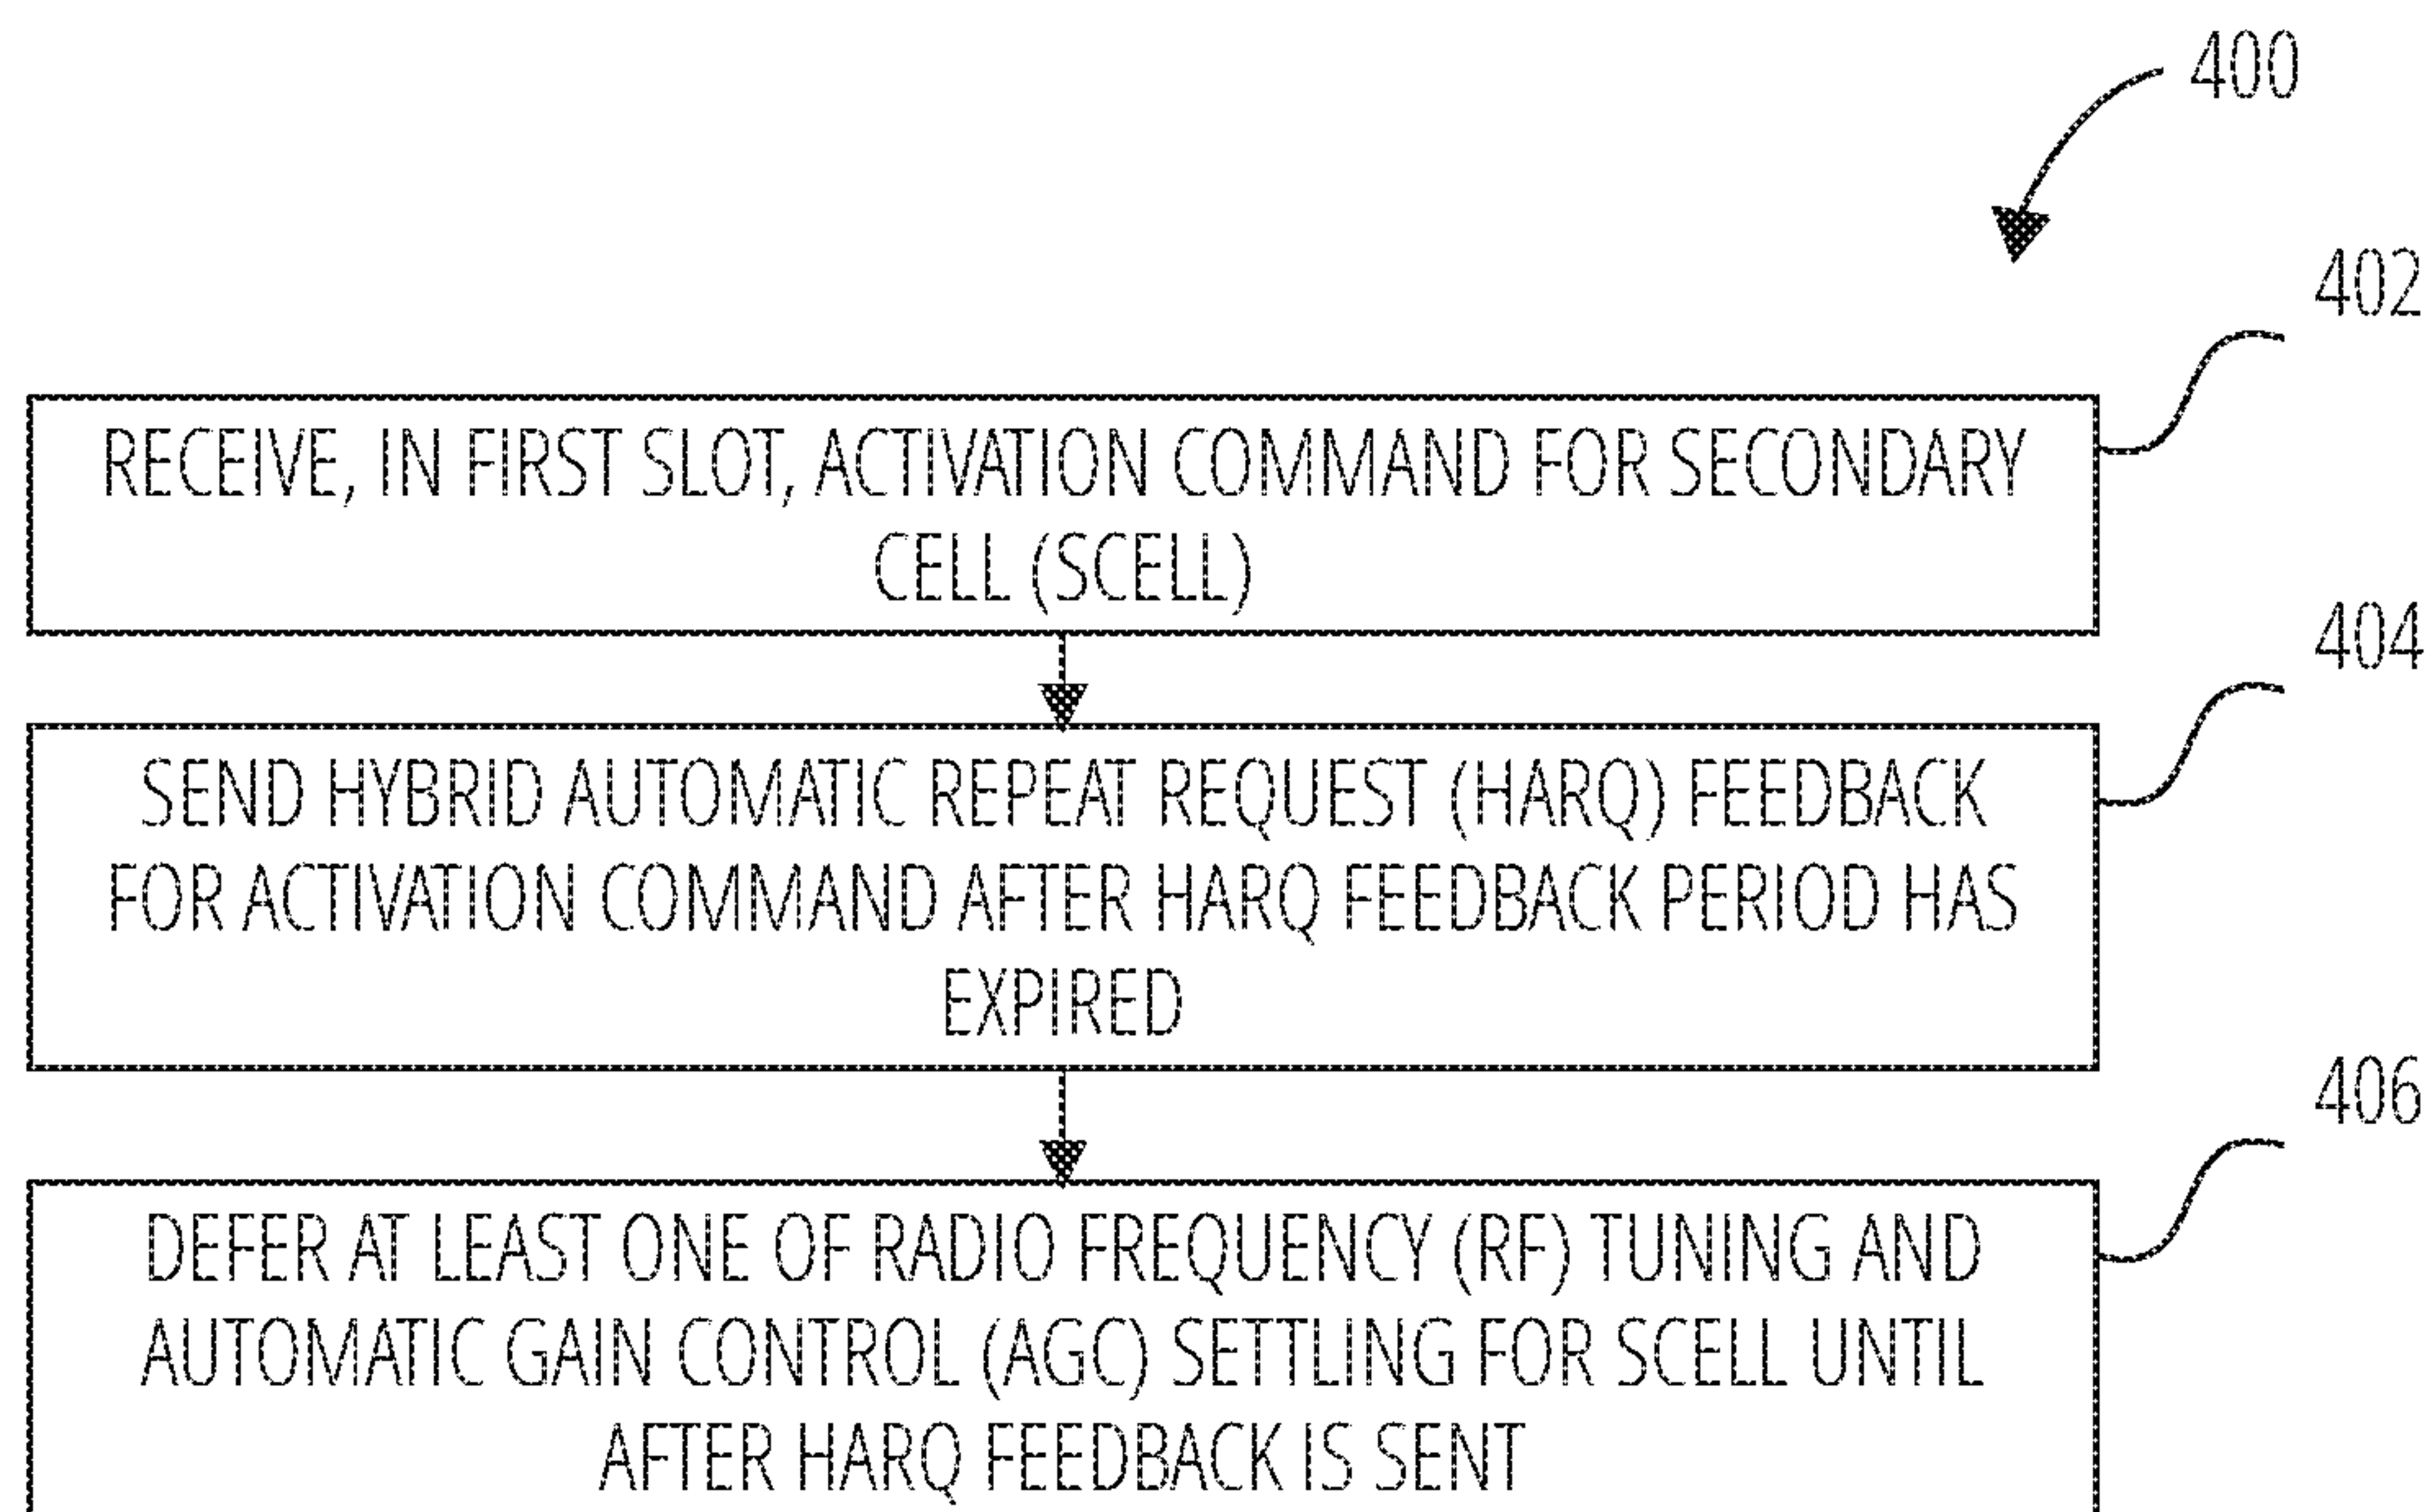 400
402
RECEIVE, IN FIRST SLOT, ACTIVATION COMMAND FOR SECONDARY
CELL (SCELL)
404
SEND HYBRID AUTOMATIC REPEAT REQUEST (HARQ) FEEDBACK
FOR ACTIVATION COMMAND AFTER HARQ FEEDBACK PERIOD HAS
EXPIRED
406
DEFER AT LEAST ONE OF RADIO FREQUENCY (RF) TUNING AND
AUTOMATIC GAIN CONTROL (AGC) SETTLING FOR SCELL UNTIL
AFTER HARQ FEEDBACK IS SENT